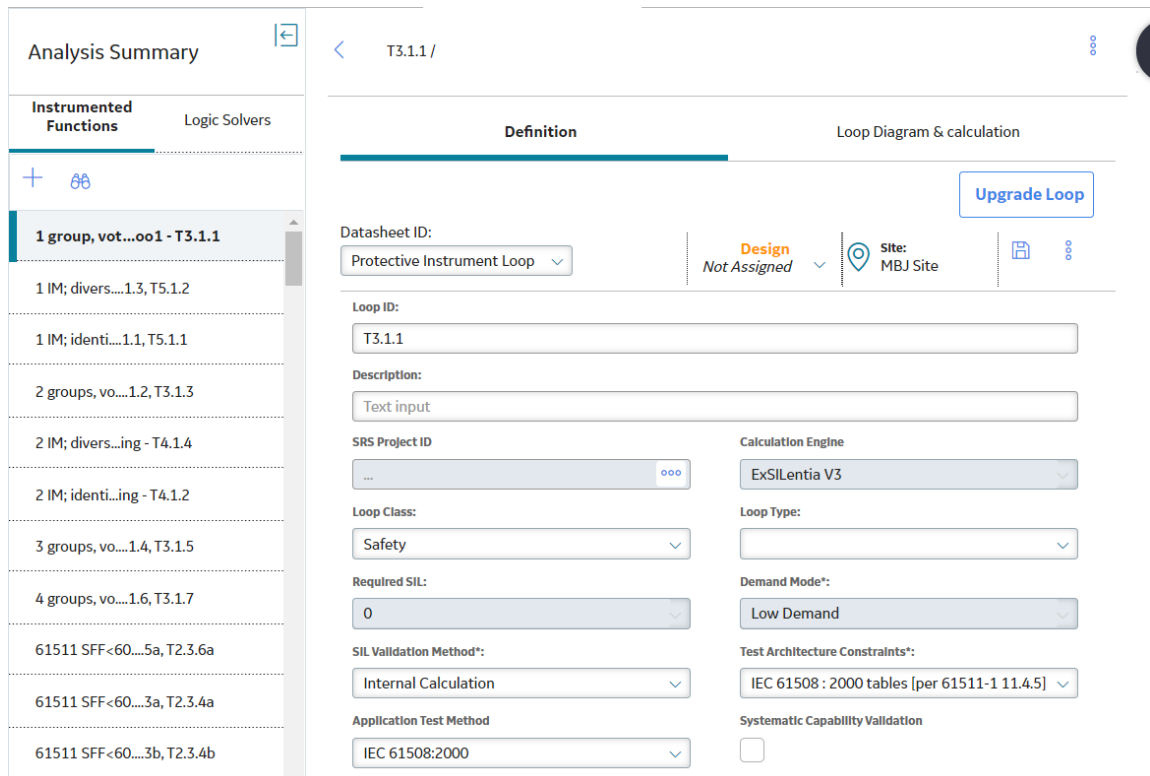 Analysis Summary
Instrumented
Functions
Logic Solvers
1 group, vot...oo1 - T3.1.1
1 IM; divers....1.3, T5.1.2
1 IM; identi....1.1, T5.1.1
2 groups, vo....1.2, T3.1.3
2 IM; divers...ing - T4.1.4
2 IM; identi...ing - T4.1.2
3 groups, vo....1.4, T3.1.5
4 groups, vo....1.6, T3.1.7
61511 SFF<60....5a, T2.3.6a
61511 SFF<60....3a, T2.3.4a
61511 SFF<60....3b, T2.3.4b
T3.1.1 /
Definition
Loop Diagram & calculation
Upgrade Loop
Datasheet ID:
Protective Instrument Loop
Design
Not Assigned
Site:
MBJ Site
Loop ID:
T3.1.1
Description:
Text input
SRS Project ID
...
Calculation Engine
ExSILentia V3
Loop Class:
Safety
Loop Type:
Required SIL:
0
Demand Mode*:
Low Demand
SIL Validation Method*:
Internal Calculation
Test Architecture Constraints*:
IEC 61508 : 2000 tables [per 61511-1 11.4.5]
Application Test Method
IEC 61508:2000
Systematic Capability Validation